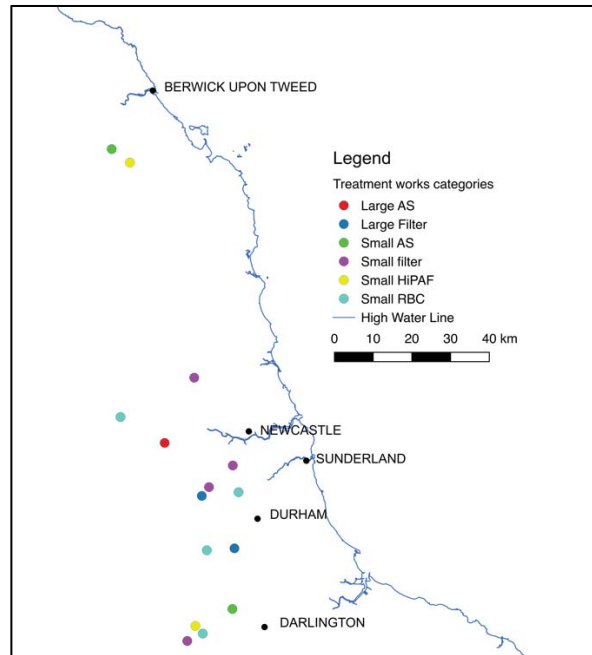 BERWICK UPON TWEED
Legend
Treatment works categories
Large AS
Large Filter
Small AS
Small filter
Small HiPAF
Small RBC
High Water Line
0 10 20 30 40 km
NEWCASTLE
SUNDERLAND
DURHAM
DARLINGTON